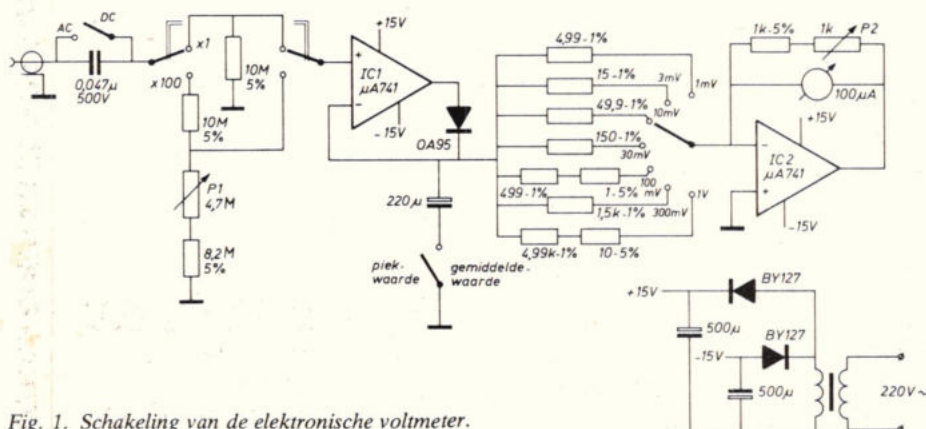 AC
DC
0,047µ
500V
x1
x100
10M
5%
10M
5%
P1
4,7M
8,2M
5%
+15V
IC1
µA741
-15V
OA95
220µ
piek-
waarde
gemiddelde-
waarde
4,99-1%
15-1%
49,9-1%
150-1%
499-1%
1-5%
1,5k-1%
4,99k-1%
10-5%
1mV
3mV
10mV
30mV
100
mV
300mV
1V
1k-5%
1k
P2
100µA
+15V
IC2
µA741
-15V
BY127
+15V
500µ
BY127
-15V
500µ
220V~
Fig. 1. Schakeling van de elektronische voltmeter.